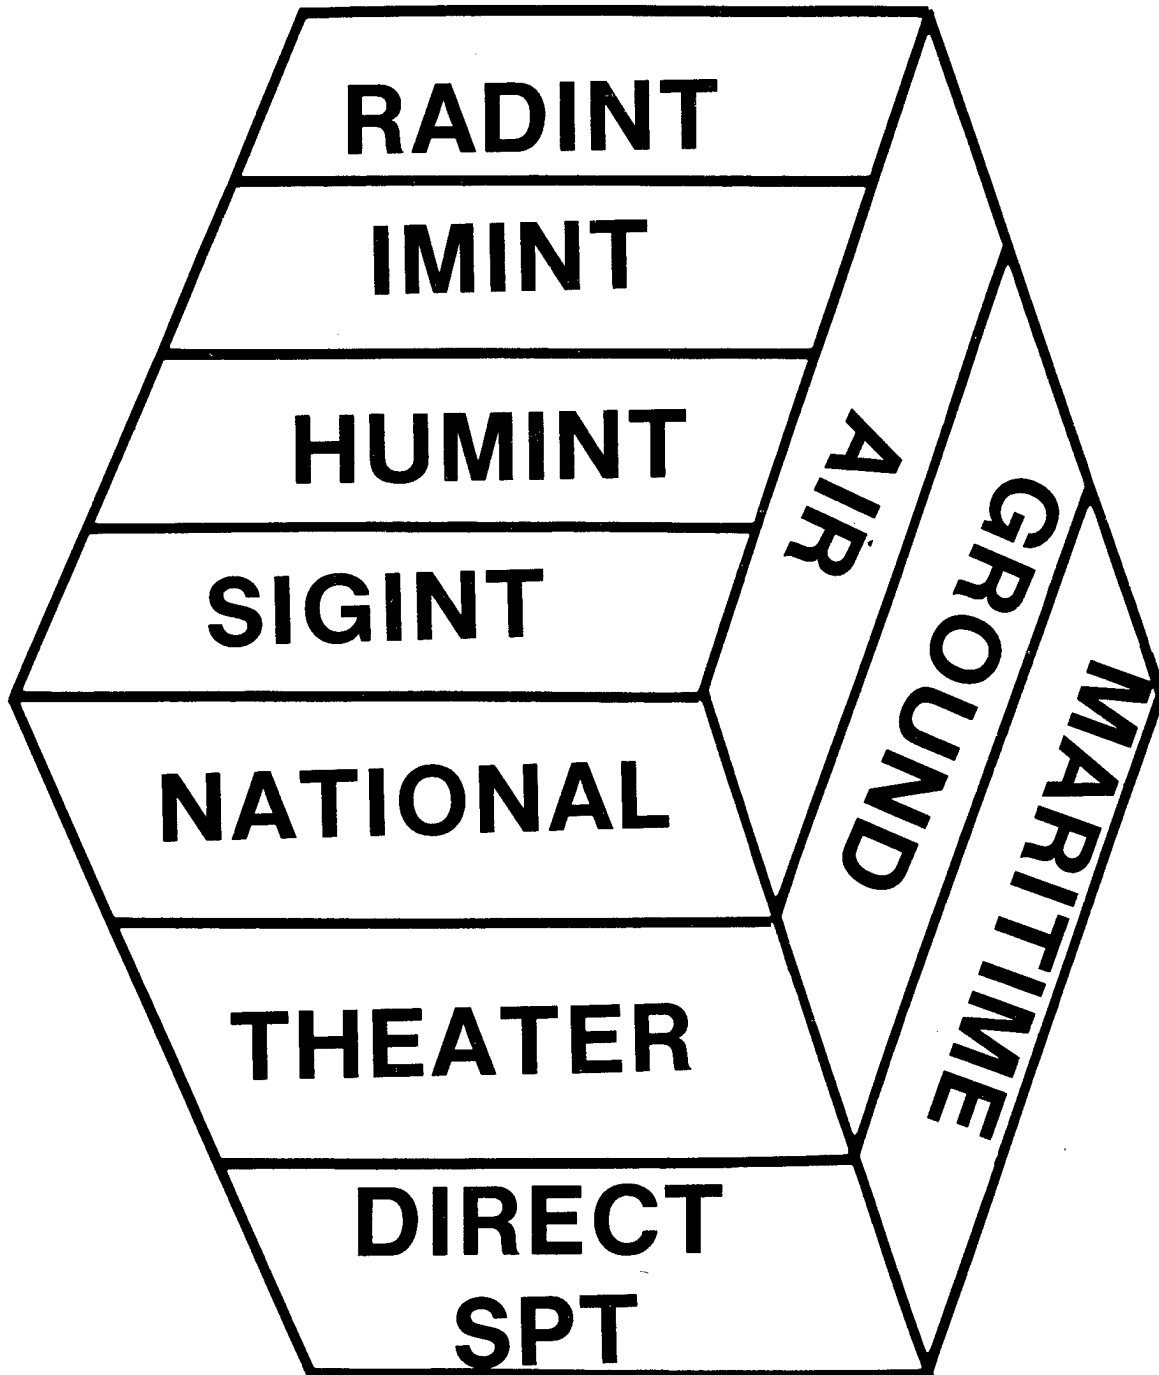 RADINT
IMINT
HUMINT
SIGINT
NATIONAL
THEATER
DIRECT
SPT
AIR
GROUND
MARITIME